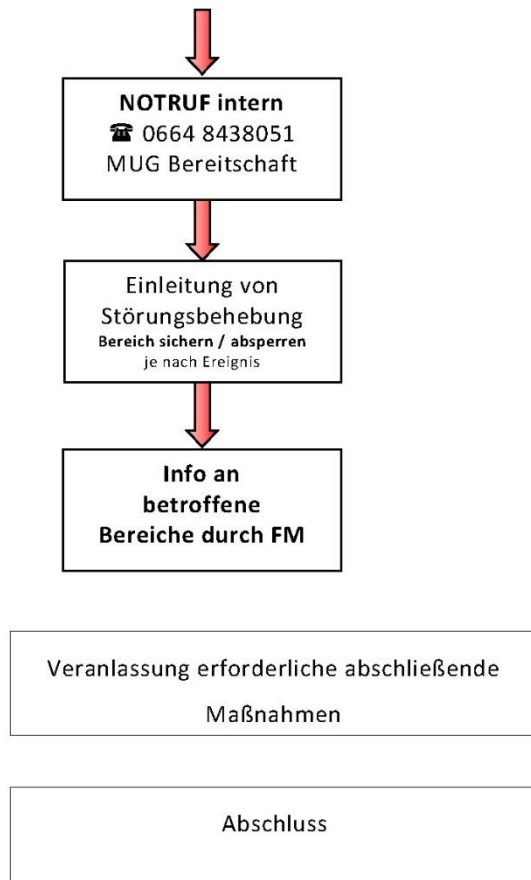 NOTRUF intern
☎ 0664 8438051
MUG Bereitschaft
Einleitung von
Störungsbehebung
Bereich sichern / absperren
je nach Ereignis
Info an
betroffene
Bereiche durch FM
Veranlassung erforderliche abschließende
Maßnahmen
Abschluss